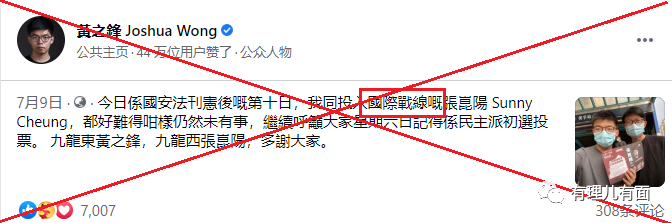 黃之鋒 Joshua Wong
公共主页 · 44 万位用户赞了 · 公众人物
7月9日 · 今日係國安法刊憲後嘅第十日，我同投入國際戰線嘅張崑陽 Sunny
Cheung，都好難得咁樣仍然未有事，繼續呼籲大家星期六日記得係民主派初選投
票。 九龍東黃之鋒，九龍西張崑陽，多謝大家。
7,007
308条评论
有理儿有面